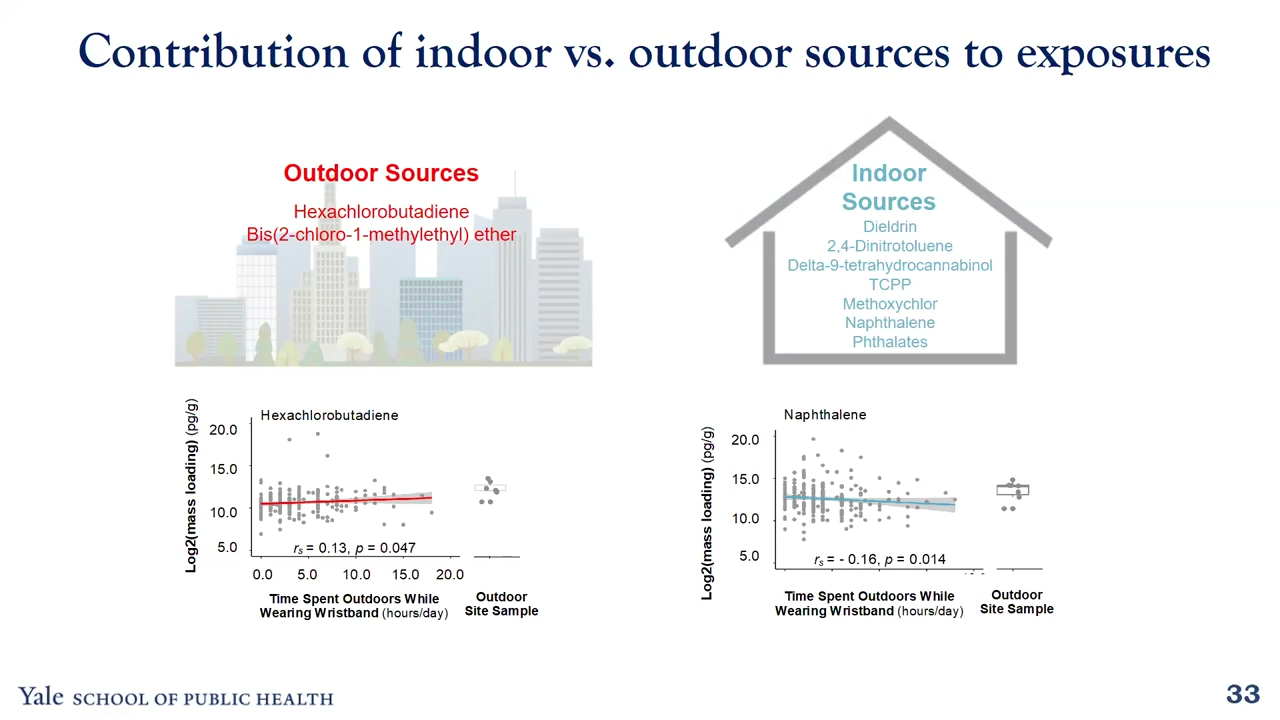 Contribution of indoor vs. outdoor sources to exposures
Outdoor Sources
Hexachlorobutadiene
Bis(2-chloro-1-methylethyl) ether
Indoor
Sources
Dieldrin
2,4-Dinitrotoluene
Delta-9-tetrahydrocannabinol
TCPP
Methoxychlor
Naphthalene
Phthalates
Hexachlorobutadiene
Log2(mass loading) (pg/g)
20.0
15.0
10.0
5.0
rs = 0.13, p = 0.047
0.0 5.0 10.0 15.0 20.0
Time Spent Outdoors While
Wearing Wristband (hours/day)
Outdoor
Site Sample
Naphthalene
Log2(mass loading) (pg/g)
20.0
15.0
10.0
5.0
rs = - 0.16, p = 0.014
Time Spent Outdoors While
Wearing Wristband (hours/day)
Outdoor
Site Sample
Yale SCHOOL OF PUBLIC HEALTH
33